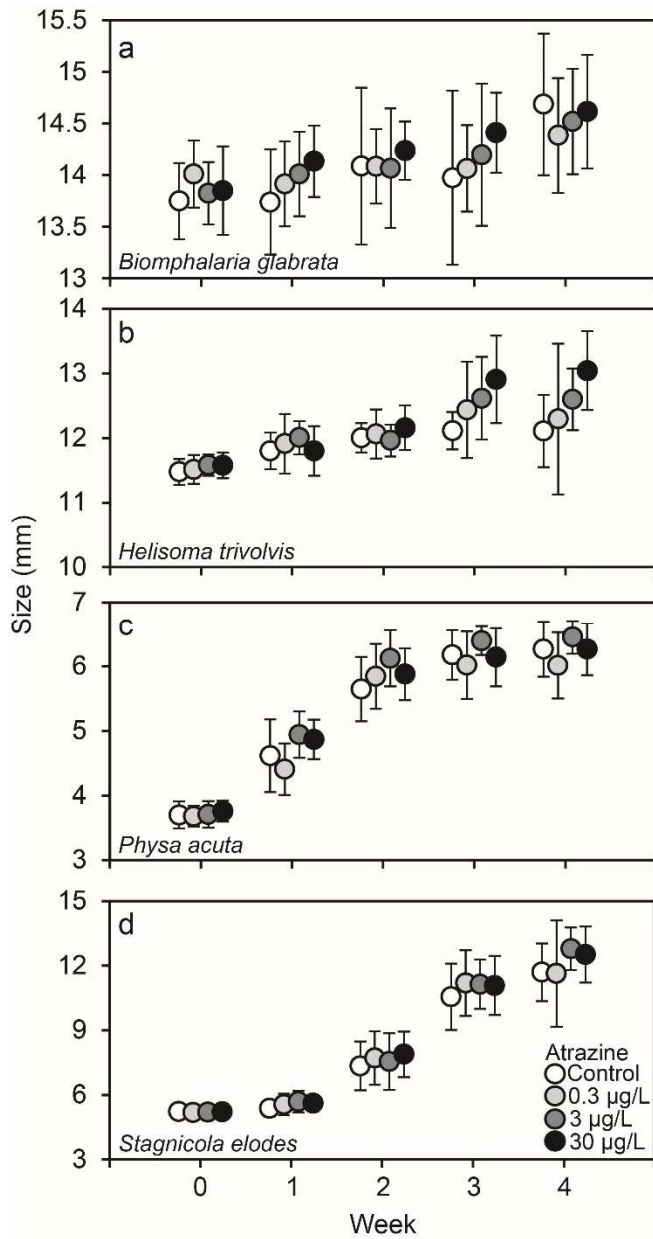 Size (mm)
a
15.5
15
14.5
14
13.5
13
Biomphalaria glabrata
b
14
13
12
11
10
Helisoma trivolvis
c
7
6
5
4
3
Physa acuta
d
15
12
9
6
3
Stagnicola elodes
Atrazine
Control
0.3 µg/L
3 µg/L
30 µg/L
0 1 2 3 4
Week